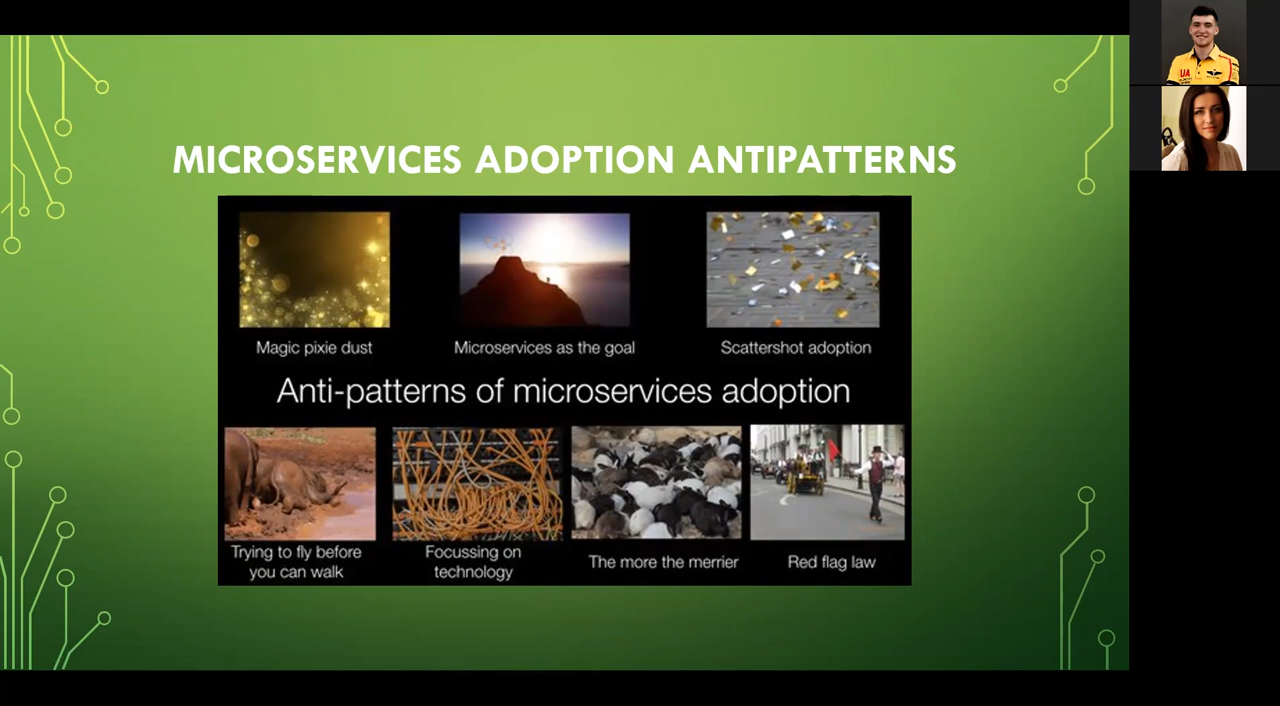 MICROSERVICES ADOPTION ANTIPATTERNS
Magic pixie dust
Microservices as the goal
Scattershot adoption
Anti-patterns of microservices adoption
Trying to fly before
you can walk
Focussing on
technology
The more the merrier
Red flag law
UA